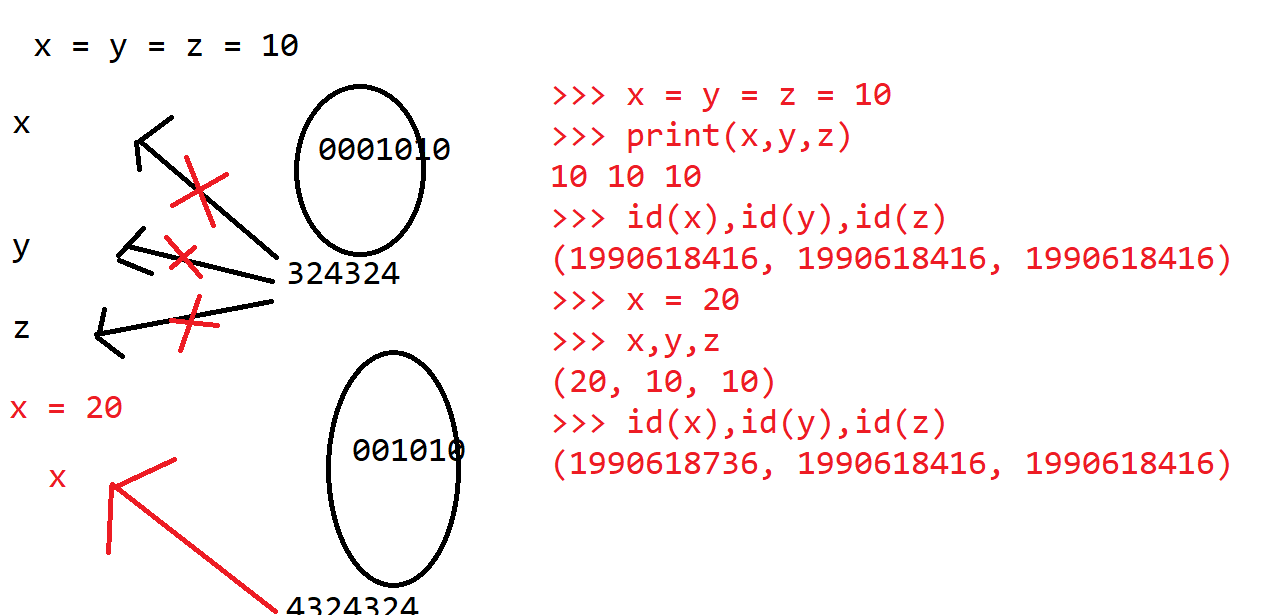 x = y = z = 10
x
0001010
y
324324
z
x = 20
001010
x
4324324
>>> x = y = z = 10
>>> print(x,y,z)
10 10 10
>>> id(x),id(y),id(z)
(1990618416, 1990618416, 1990618416)
>>> x = 20
>>> x,y,z
(20, 10, 10)
>>> id(x),id(y),id(z)
(1990618736, 1990618416, 1990618416)